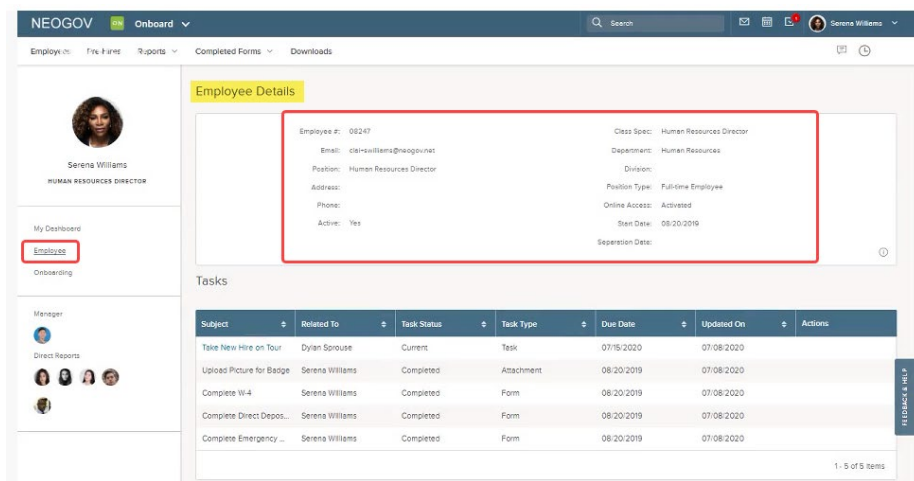 NEOGOV ON Onboard Search Serena Williams
Employees Pre-Hires Reports Completed Forms Downloads
Serena Williams
HUMAN RESOURCES DIRECTOR
My Dashboard
Employee
Onboarding
Manager
Direct Reports
Employee Details
Employee #: 08247
Email: clai+swilliams@neogov.net
Position: Human Resources Director
Address:
Phone:
Active: Yes
Class Spec: Human Resources Director
Department: Human Resources
Division:
Position Type: Full-time Employee
Online Access: Activated
Start Date: 08/20/2019
Separation Date:
Tasks
Subject Related To Task Status Task Type Due Date Updated On Actions
Take New Hire on Tour Dylan Sprouse Current Task 07/15/2020 07/08/2020
Upload Picture for Badge Serena Williams Completed Attachment 08/20/2019 07/08/2020
Complete W-4 Serena Williams Completed Form 08/20/2019 07/08/2020
Complete Direct Depos... Serena Williams Completed Form 08/20/2019 07/08/2020
Complete Emergency ... Serena Williams Completed Form 08/20/2019 07/08/2020
1 - 5 of 5 items
FEEDBACK & HELP